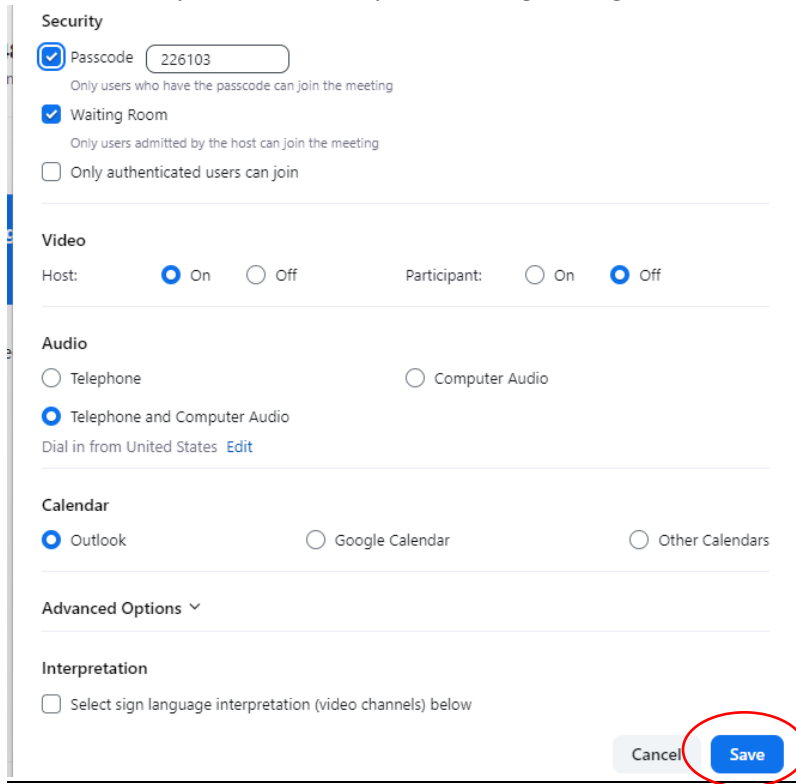 Security
Passcode 226103
Only users who have the passcode can join the meeting
Waiting Room
Only users admitted by the host can join the meeting
Only authenticated users can join
Video
Host: On Off Participant: On Off
Audio
Telephone Computer Audio
Telephone and Computer Audio
Dial in from United States Edit
Calendar
Outlook Google Calendar Other Calendars
Advanced Options
Interpretation
Select sign language interpretation (video channels) below
Cancel Save